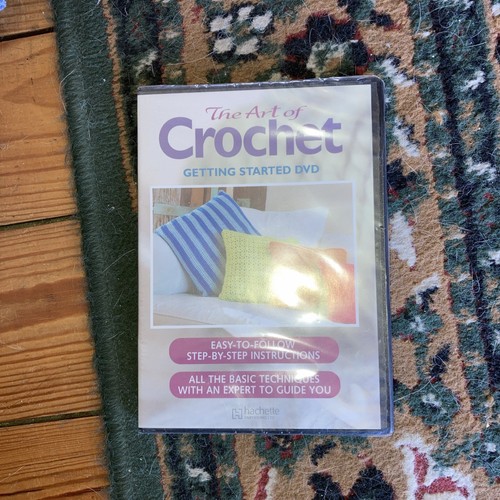 The Art of
Crochet
GETTING STARTED DVD
EASY-TO-FOLLOW
STEP-BY-STEP INSTRUCTIONS
ALL THE BASIC TECHNIQUES
WITH AN EXPERT TO GUIDE YOU
hachette